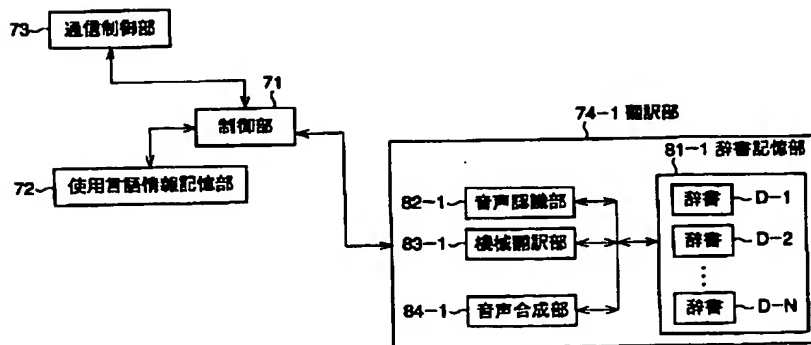 73 通信制御部
71
制御部
74-1 翻訳部
72 使用言語情報記憶部
81-1 辞書記憶部
82-1 音声認識部
辞書 D-1
83-1 機械翻訳部
辞書 D-2
84-1 音声合成部
辞書 D-N